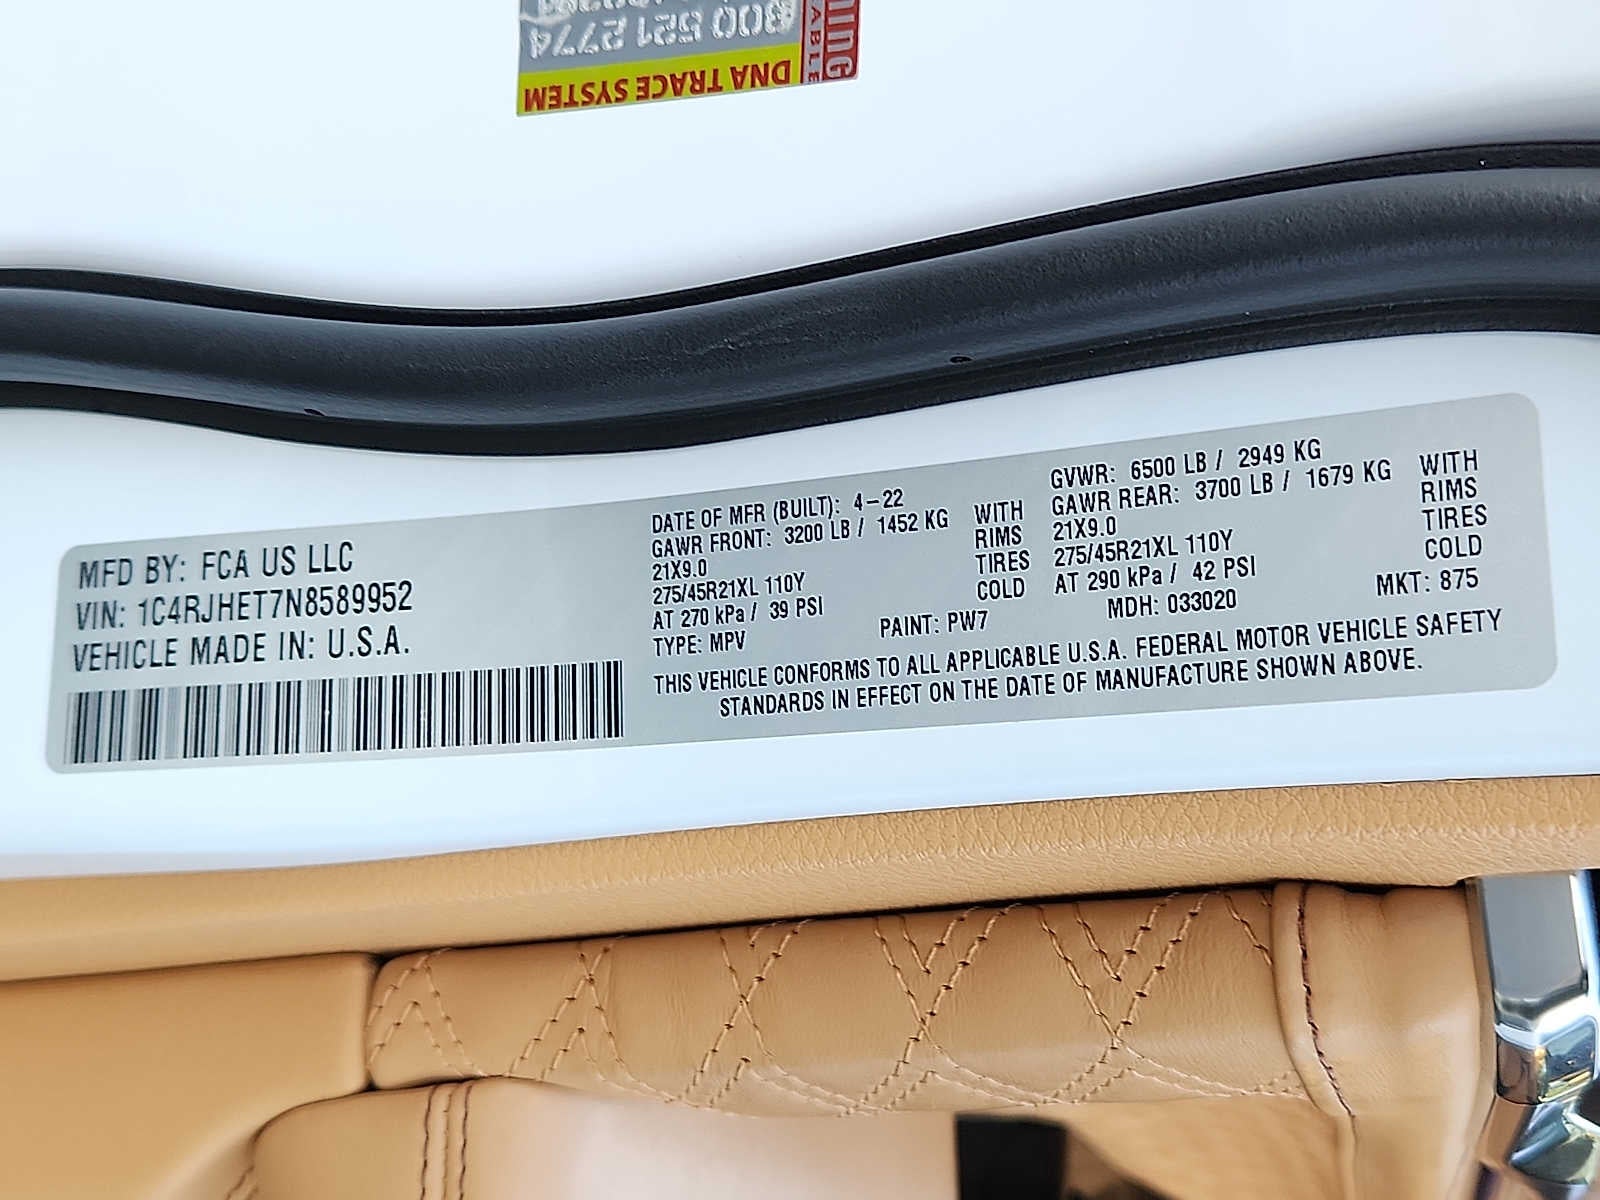 DNA TRACE SYSTEM
800 521 2774
MFD BY: FCA US LLC
VIN: 1C4RJHET7N8589952
VEHICLE MADE IN: U.S.A.
DATE OF MFR (BUILT): 4-22
GAWR FRONT: 3200 LB / 1452 KG WITH
21X9.0 RIMS
275/45R21XL 110Y TIRES
AT 270 kPa / 39 PSI COLD
TYPE: MPV PAINT: PW7
GVWR: 6500 LB / 2949 KG
GAWR REAR: 3700 LB / 1679 KG WITH
21X9.0 RIMS
275/45R21XL 110Y TIRES
AT 290 kPa / 42 PSI COLD
MDH: 033020 MKT: 875
THIS VEHICLE CONFORMS TO ALL APPLICABLE U.S.A. FEDERAL MOTOR VEHICLE SAFETY
STANDARDS IN EFFECT ON THE DATE OF MANUFACTURE SHOWN ABOVE.